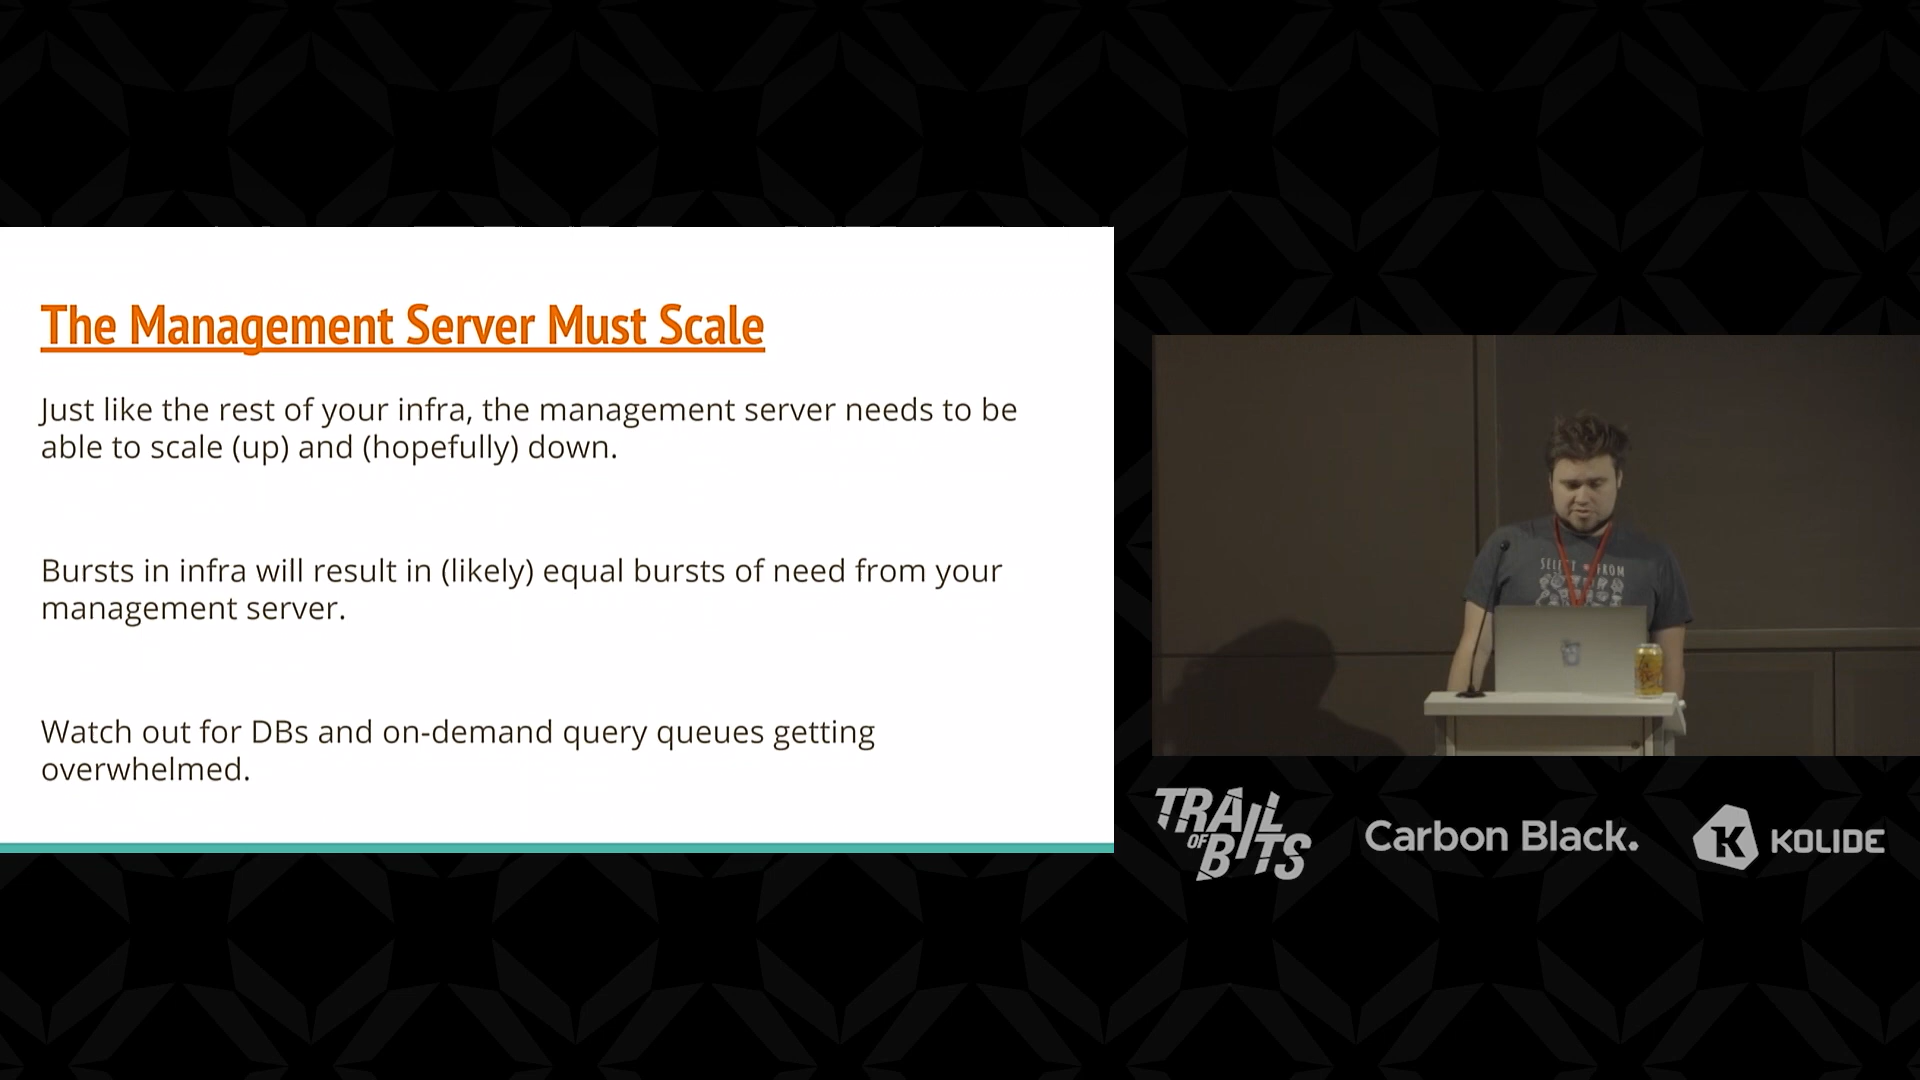 The Management Server Must Scale
Just like the rest of your infra, the management server needs to be
able to scale (up) and (hopefully) down.
Bursts in infra will result in (likely) equal bursts of need from your
management server.
Watch out for DBs and on-demand query queues getting
overwhelmed.
SELECT * FROM
TRAIL
OF
BITS
Carbon Black.
K KOLIDE